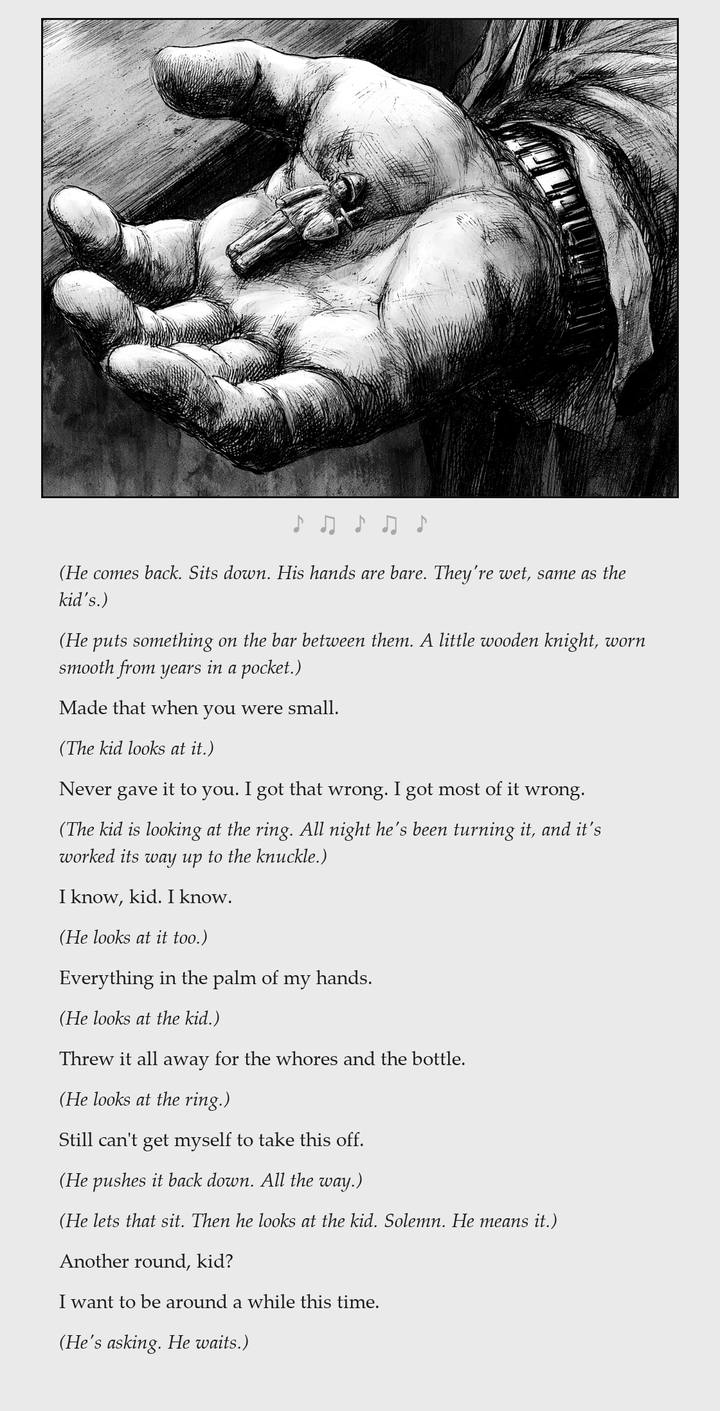 (He comes back. Sits down. His hands are bare. They’re wet, same as the
kid’s.)
(He puts something on the bar between them. A little wooden knight, worn
smooth from years in a pocket.)
Made that when you were small.
(The kid looks at it.)
Never gave it to you. I got that wrong. I got most of it wrong.
(The kid is looking at the ring. All night he’s been turning it, and it’s
worked its way up to the knuckle.)
I know, kid. I know.
(He looks at it too.)
Everything in the palm of my hands.
(He looks at the kid.)
Threw it all away for the whores and the bottle.
(He looks at the ring.)
Still can't get myself to take this off.
(He pushes it back down. All the way.)
(He lets that sit. Then he looks at the kid. Solemn. He means it.)
Another round, kid?
I want to be around a while this time.
(He’s asking. He waits.)